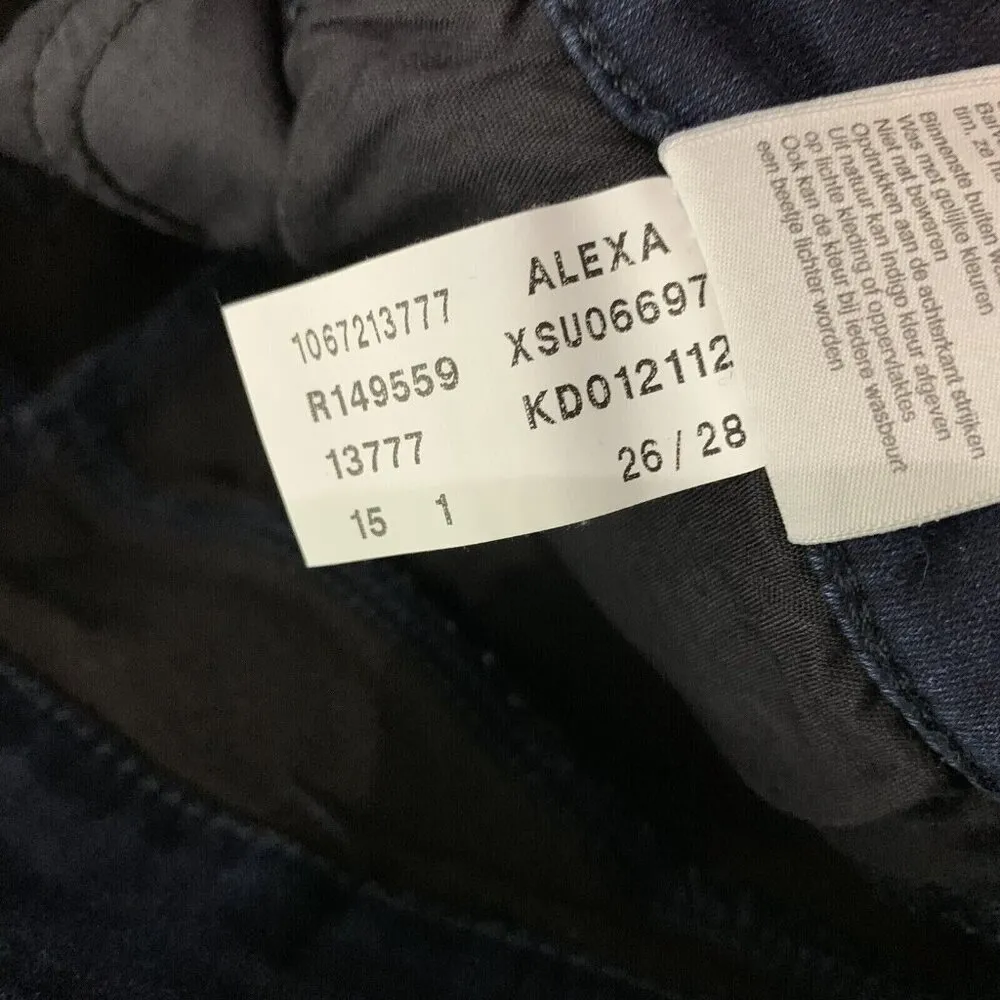 1067213777 ALEXA
R149559 XSU06697
13777 KD012112
15 1 26 / 28
tim. ze
Binnenste buiten
Was met gelijke kleuren
Niet nat bewaren
Opdrukken aan de achterkant strijken
Uit natuur kan Indigo kleur afgeven
op lichte kleding of oppervlaktes
Ook kan de kleur bij iedere wasbeurt
een beetje lichter worden